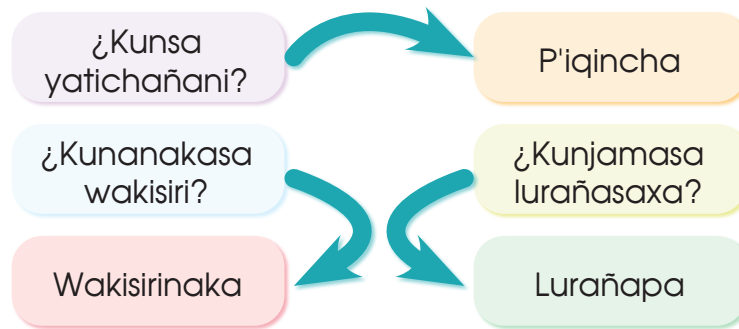 ¿Kunsa
yatichañani?
P'iqincha
¿Kunanakasa
wakisiri?
¿Kunjamasa
lurañasaxa?
Wakisirinaka
Lurañapa